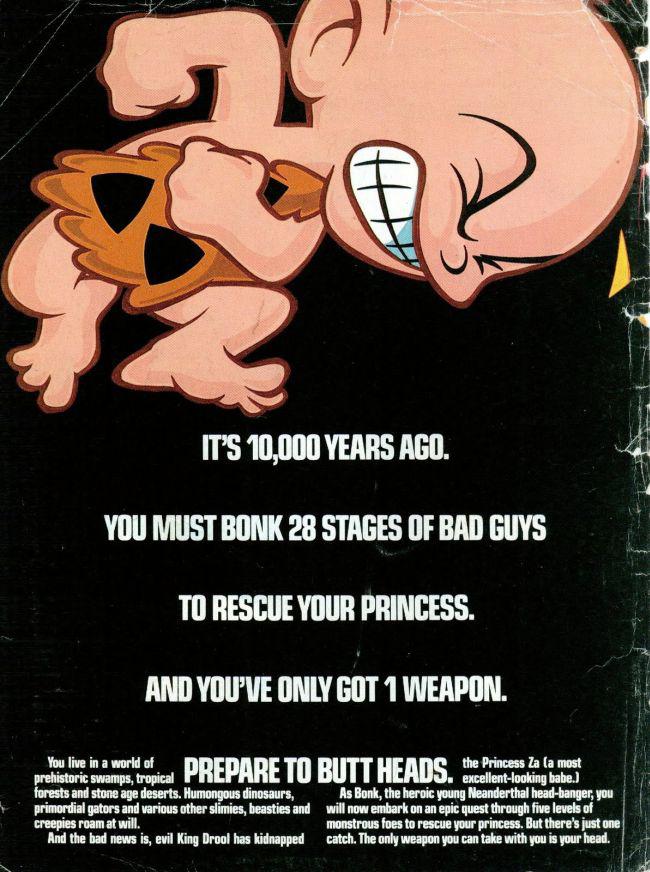 IT'S 10,000 YEARS AGO.
YOU MUST BONK 28 STAGES OF BAD GUYS
TO RESCUE YOUR PRINCESS.
AND YOU'VE ONLY GOT 1 WEAPON.
PREPARE TO BUTT HEADS.
You live in a world of
prehistoric swamps, tropical
forests and stone age deserts. Humongous dinosaurs,
primordial gators and various other slimies, beasties and
creepies roam at will.
And the bad news is, evil King Drool has kidnapped
the Princess Za (a most
excellent-looking babe.)
As Bonk, the heroic young Neanderthal head-banger, you
will now embark on an epic quest through five levels of
monstrous foes to rescue your princess. But there's just one
catch. The only weapon you can take with you is your head.